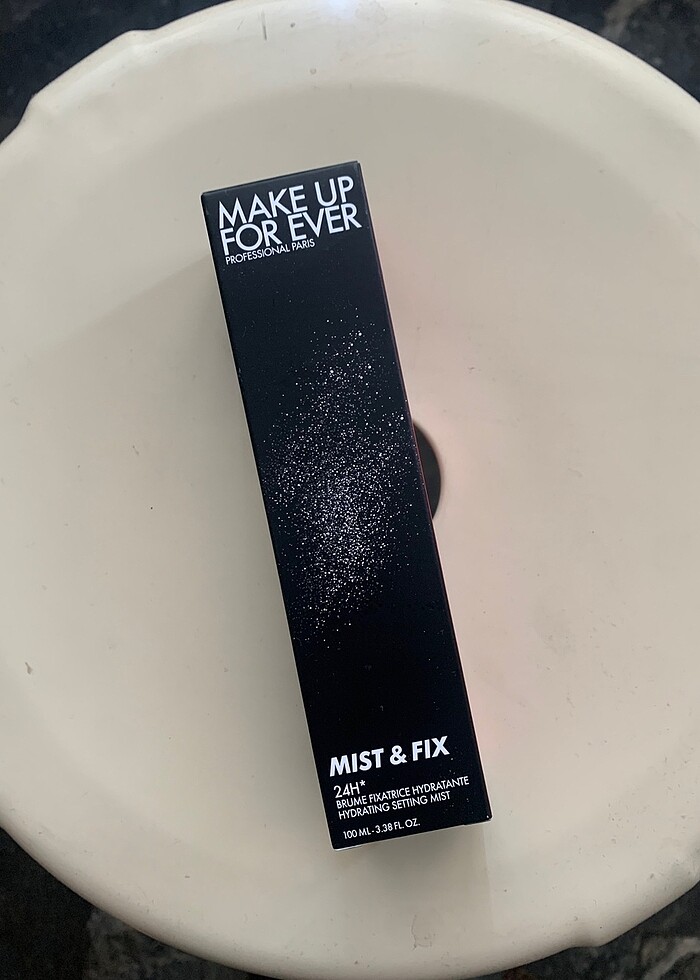 MAKE UP
FOR EVER
PROFESSIONAL PARIS
MIST & FIX
24H*
BRUME FIXATRICE HYDRATANTE
HYDRATING SETTING MIST
100 ML - 3.38 FL. OZ.